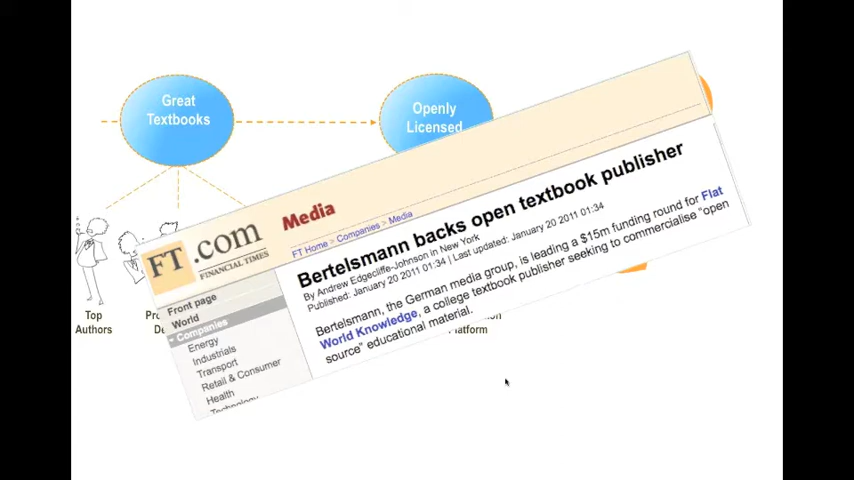 Great
Textbooks
Openly
Licensed
FT.com
FINANCIAL TIMES
Media
FT Home > Companies > Media
Bertelsmann backs open textbook publisher
By Andrew Edgecliffe-Johnson in New York
Published: January 20 2011 01:34 | Last updated: January 20 2011 01:34
Bertelsmann, the German media group, is leading a $15m funding round for Flat
World Knowledge, a college textbook publisher seeking to commercialise “open
source” educational material.
Front page
World
Companies
Energy
Industrials
Transport
Retail & Consumer
Health
Technology
Top
Authors
Platform